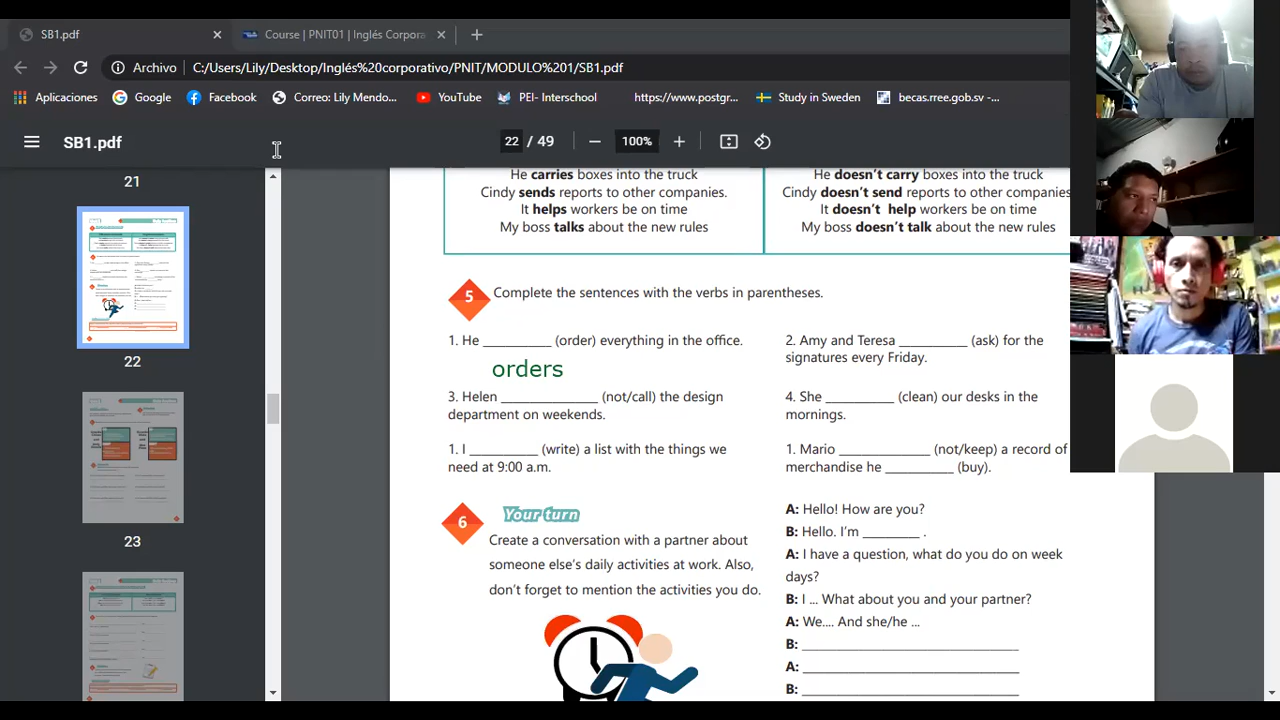 SB1.pdf
Course | PNIT01 | Inglés Corpora
Archivo C:/Users/Lily/Desktop/Inglés%20corporativo/PNIT/MODULO%201/SB1.pdf
Aplicaciones Google Facebook Correo: Lily Mendo... YouTube PEI- Interschool https://www.postgr... Study in Sweden becas.rree.gob.sv -...
SB1.pdf 22 / 49 100%
21
22
23
He carries boxes into the truck
Cindy sends reports to other companies.
It helps workers be on time
My boss talks about the new rules
He doesn't carry boxes into the truck
Cindy doesn't send reports to other companies
It doesn't help workers be on time
My boss doesn't talk about the new rules
5 Complete the sentences with the verbs in parentheses.
1. He __________ (order) everything in the office.
orders
2. Amy and Teresa __________ (ask) for the
signatures every Friday.
3. Helen ______________ (not/call) the design
department on weekends.
4. She __________ (clean) our desks in the
mornings.
1. I __________ (write) a list with the things we
need at 9:00 a.m.
1. Mario _____________ (not/keep) a record of
merchandise he __________ (buy).
6 Your turn
Create a conversation with a partner about
someone else's daily activities at work. Also,
don't forget to mention the activities you do.
A: Hello! How are you?
B: Hello. I'm ________ .
A: I have a question, what do you do on week
days?
B: I ... What about you and your partner?
A: We.... And she/he ...
B: ______________________________
A: ______________________________
B: ______________________________